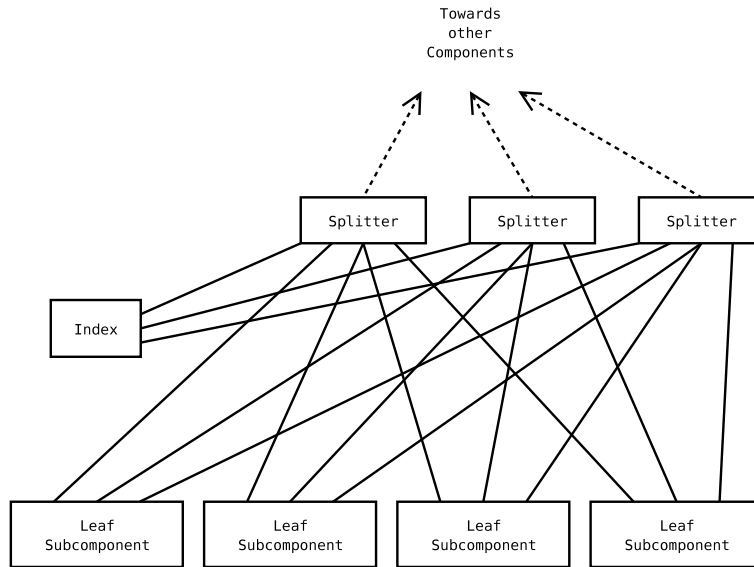 Towards
other
Components
Splitter
Splitter
Splitter
Index
Leaf
Subcomponent
Leaf
Subcomponent
Leaf
Subcomponent
Leaf
Subcomponent